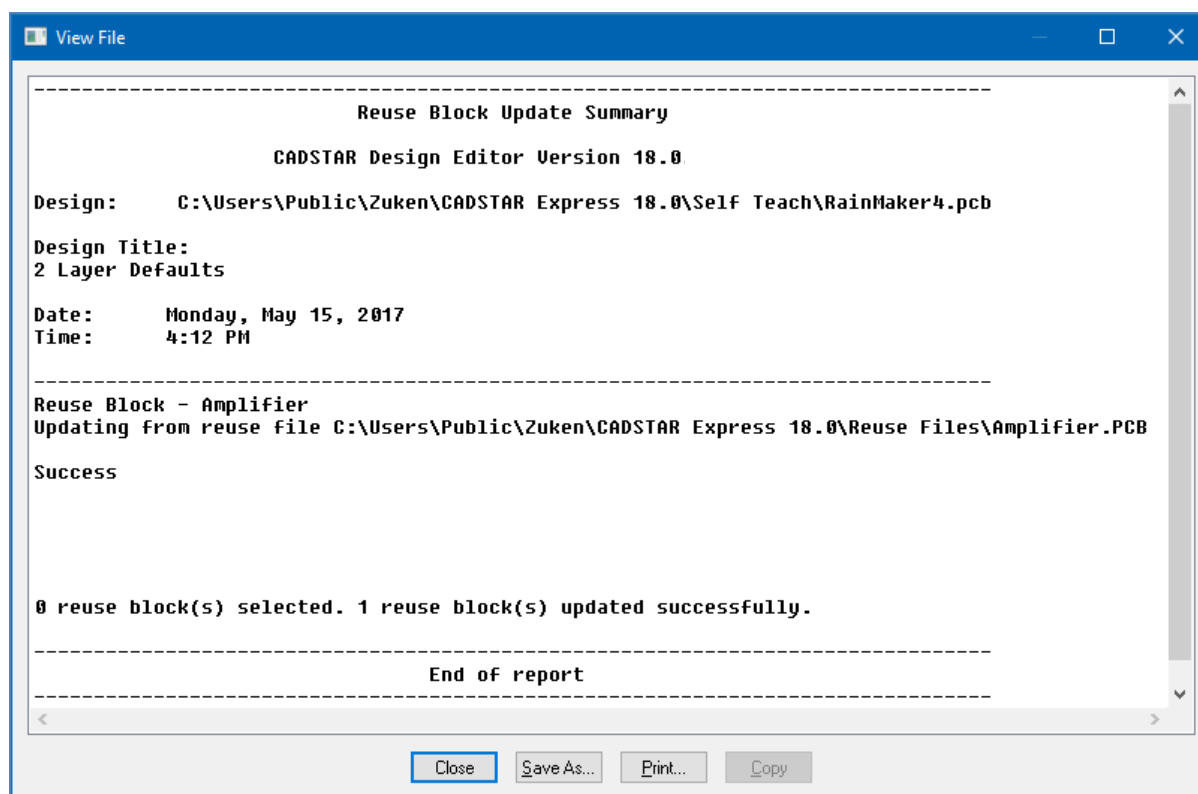 View File
Reuse Block Update Summary
CADSTAR Design Editor Version 18.0
Design: C:\Users\Public\Zuken\CADSTAR Express 18.0\Self Teach\RainMaker4.pcb
Design Title:
2 Layer Defaults
Date: Monday, May 15, 2017
Time: 4:12 PM
Reuse Block - Amplifier
Updating from reuse file C:\Users\Public\Zuken\CADSTAR Express 18.0\Reuse Files\Amplifier.PCB
Success
0 reuse block(s) selected. 1 reuse block(s) updated successfully.
End of report
Close Save As... Print... Copy